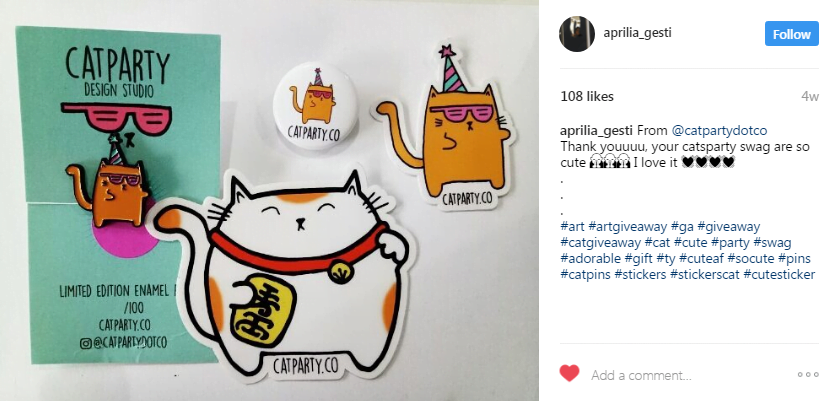 CATPARTY
DESIGN STUDIO
LIMITED EDITION ENAMEL
/100
CATPARTY.CO
@CATPARTYDOTCO
CATPARTY.CO
CATPARTY.CO
CATPARTY.CO
aprilia_gesti
Follow
108 likes
4w
aprilia_gesti From @catpartydotco
Thank youuuu, your catsparty swag are so
cute I love it
.
.
.
#art #artgiveaway #ga #giveaway
#catgiveaway #cat #cute #party #swag
#adorable #gift #ty #cuteaf #socute #pins
#catpins #stickers #stickerscat #cutesticker
Add a comment...